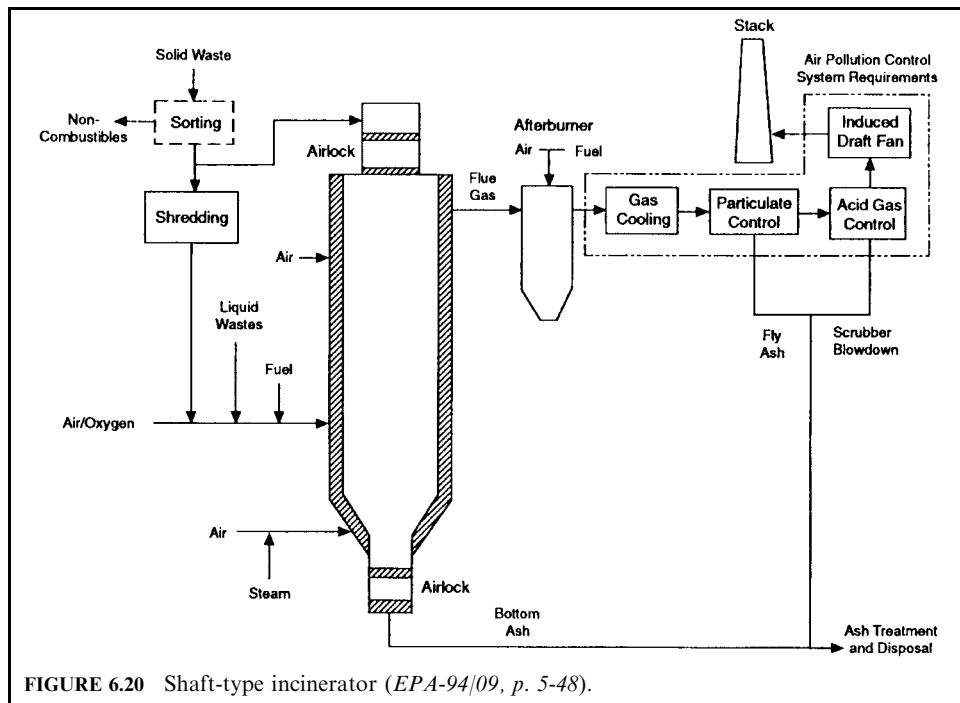 Solid Waste
Non-
Combustibles
Sorting
Shredding
Airlock
Air
Liquid
Wastes
Fuel
Air/Oxygen
Air
Steam
Airlock
Bottom
Ash
Flue
Gas
Afterburner
Air
Fuel
Stack
Air Pollution Control
System Requirements
Induced
Draft Fan
Gas
Cooling
Particulate
Control
Acid Gas
Control
Fly
Ash
Scrubber
Blowdown
Ash Treatment
and Disposal
FIGURE 6.20 Shaft-type incinerator (EPA-94/09, p. 5-48).